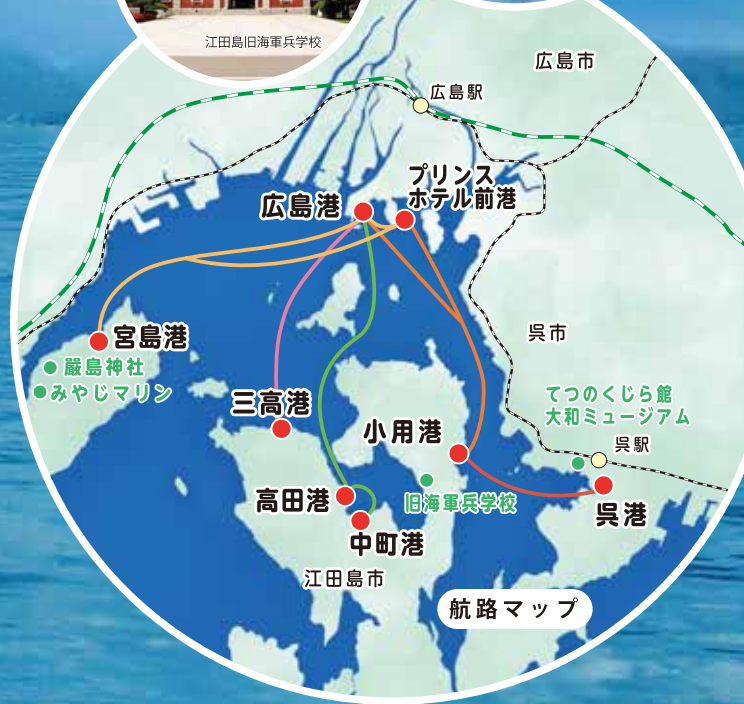 江田島旧海軍兵学校
広島市
広島駅
プリンス
ホテル前港
広島港
宮島港
厳島神社
みやじマリン
呉市
三高港
てつのくじら館
大和ミュージアム
小用港
呉駅
高田港
旧海軍兵学校
呉港
中町港
江田島市
航路マップ